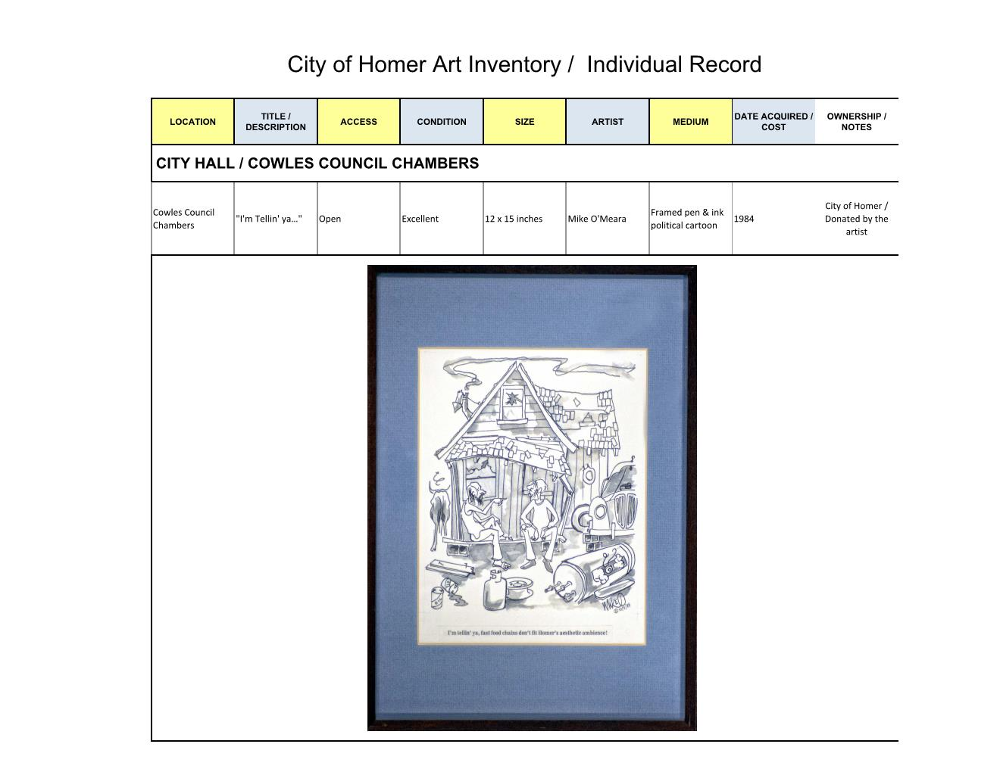 City of Homer Art Inventory /  Individual Record
LOCATION
TITLE /
DESCRIPTION
ACCESS
CONDITION
SIZE
ARTIST
MEDIUM
DATE ACQUIRED /
COST
OWNERSHIP /
NOTES
CITY HALL / COWLES COUNCIL CHAMBERS
Cowles Council
Chambers
"I'm Tellin' ya…"
Open
Excellent
12 x 15 inches
Mike O'Meara
Framed pen & ink
political cartoon
1984
City of Homer /
Donated by the
artist
I'm tellin' ya, fast food chains don't fit Homer's aesthetic ambience!